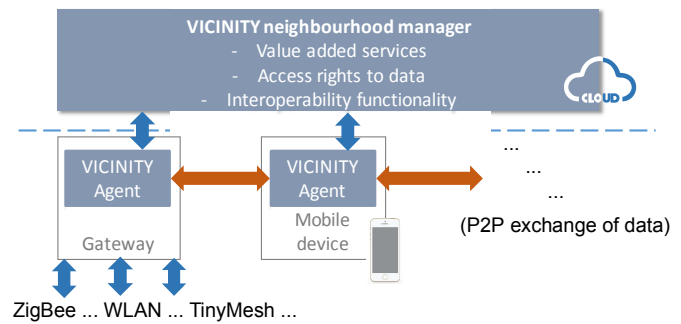 VICINITY neighbourhood manager
- Value added services
- Access rights to data
- Interoperability functionality
CLOUD
VICINITY
Agent
Gateway
VICINITY
Agent
Mobile
device
...
...
...
(P2P exchange of data)
ZigBee ... WLAN ... TinyMesh ...